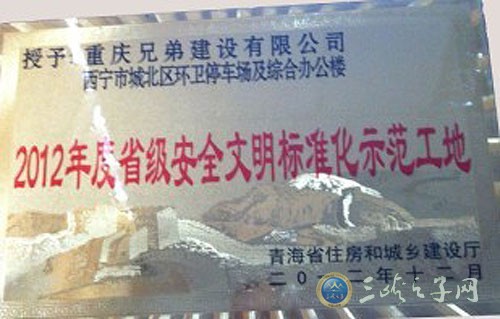 授予:重庆兄弟建设有限公司
西宁市城北区环卫停车场及综合办公楼
2012年度省级安全文明标准化示范工地
青海省住房和城乡建设厅
二〇一二年十二月
三峡之子网